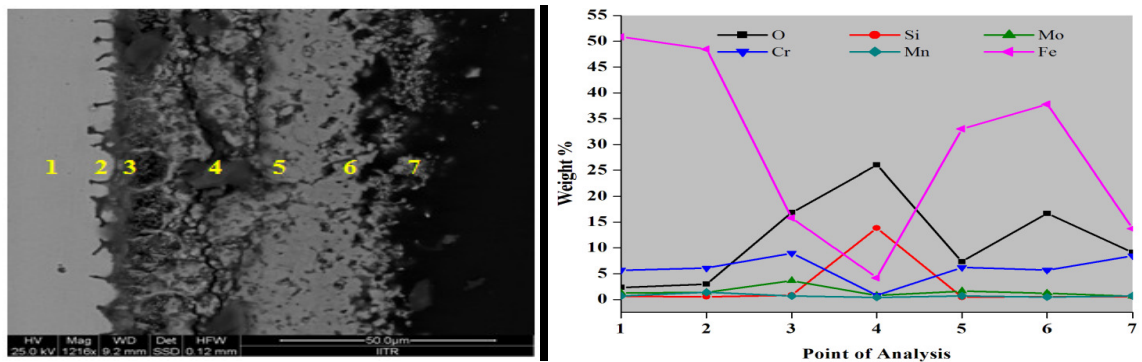 1 2 3 4 5 6 7
HV Mag WD Det HFW 50.0µm
25.0 kV 1216x 9.2 mm SSD 0.12 mm IITR
55
50
45
40
35
30
25
20
15
10
5
0
Weight %
O Si Mo
Cr Mn Fe
1 2 3 4 5 6 7
Point of Analysis